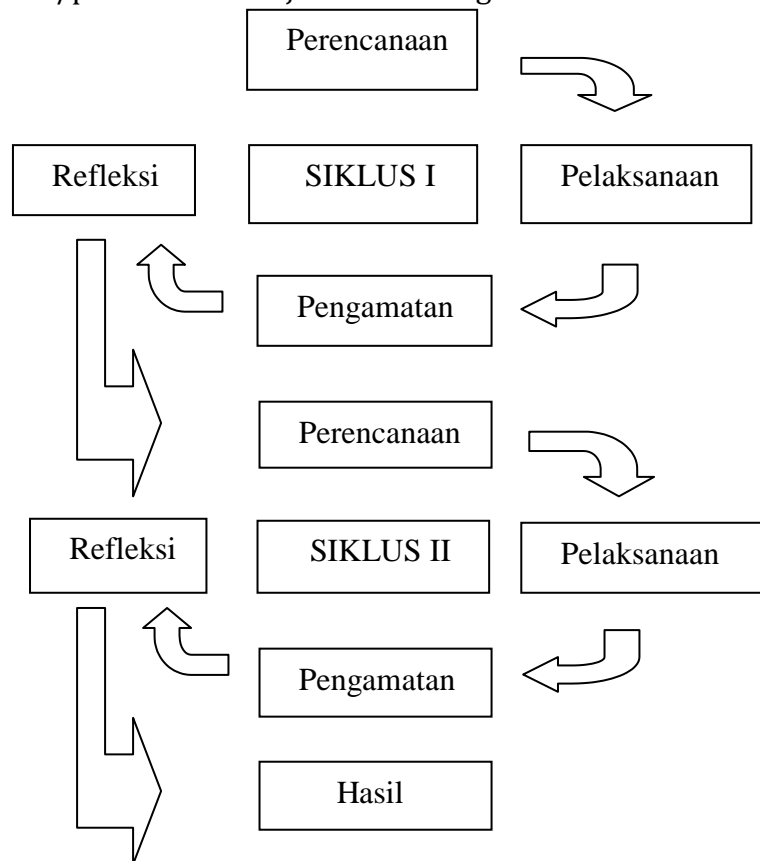 Perencanaan
Refleksi
SIKLUS I
Pelaksanaan
Pengamatan
Perencanaan
Refleksi
SIKLUS II
Pelaksanaan
Pengamatan
Hasil